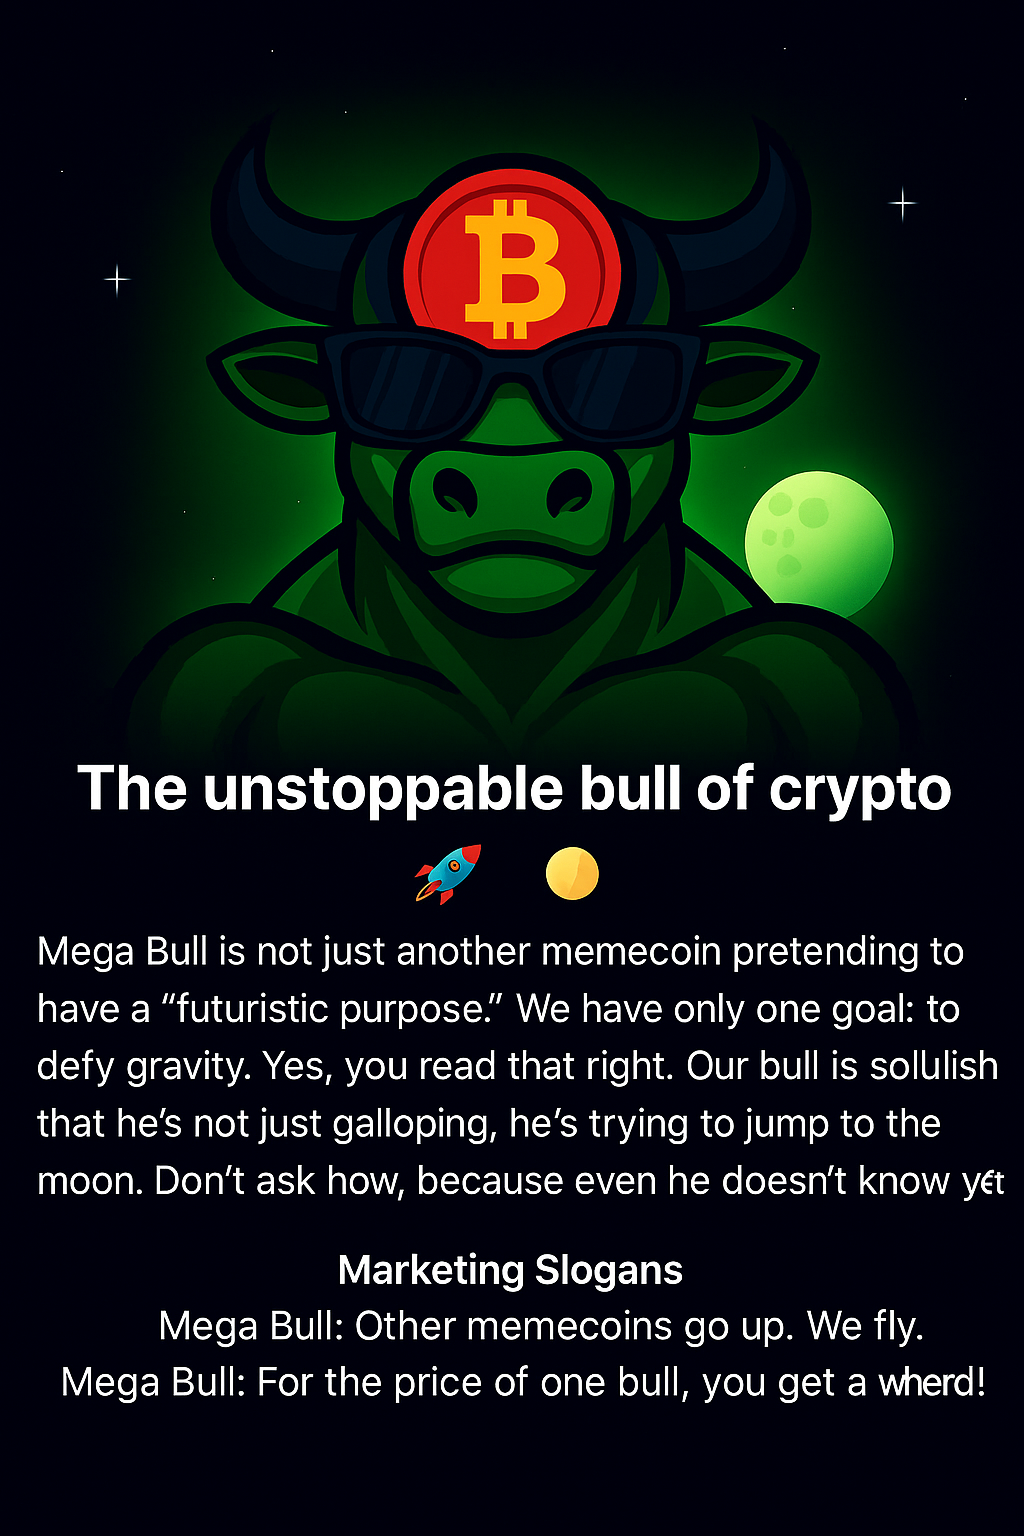 The unstoppable bull of crypto
Mega Bull is not just another memecoin pretending to
have a “futuristic purpose.” We have only one goal: to
defy gravity. Yes, you read that right. Our bull is sollulish
that he’s not just galloping, he’s trying to jump to the
moon. Don’t ask how, because even he doesn’t know yet
Marketing Slogans
Mega Bull: Other memecoins go up. We fly.
Mega Bull: For the price of one bull, you get a wherd!